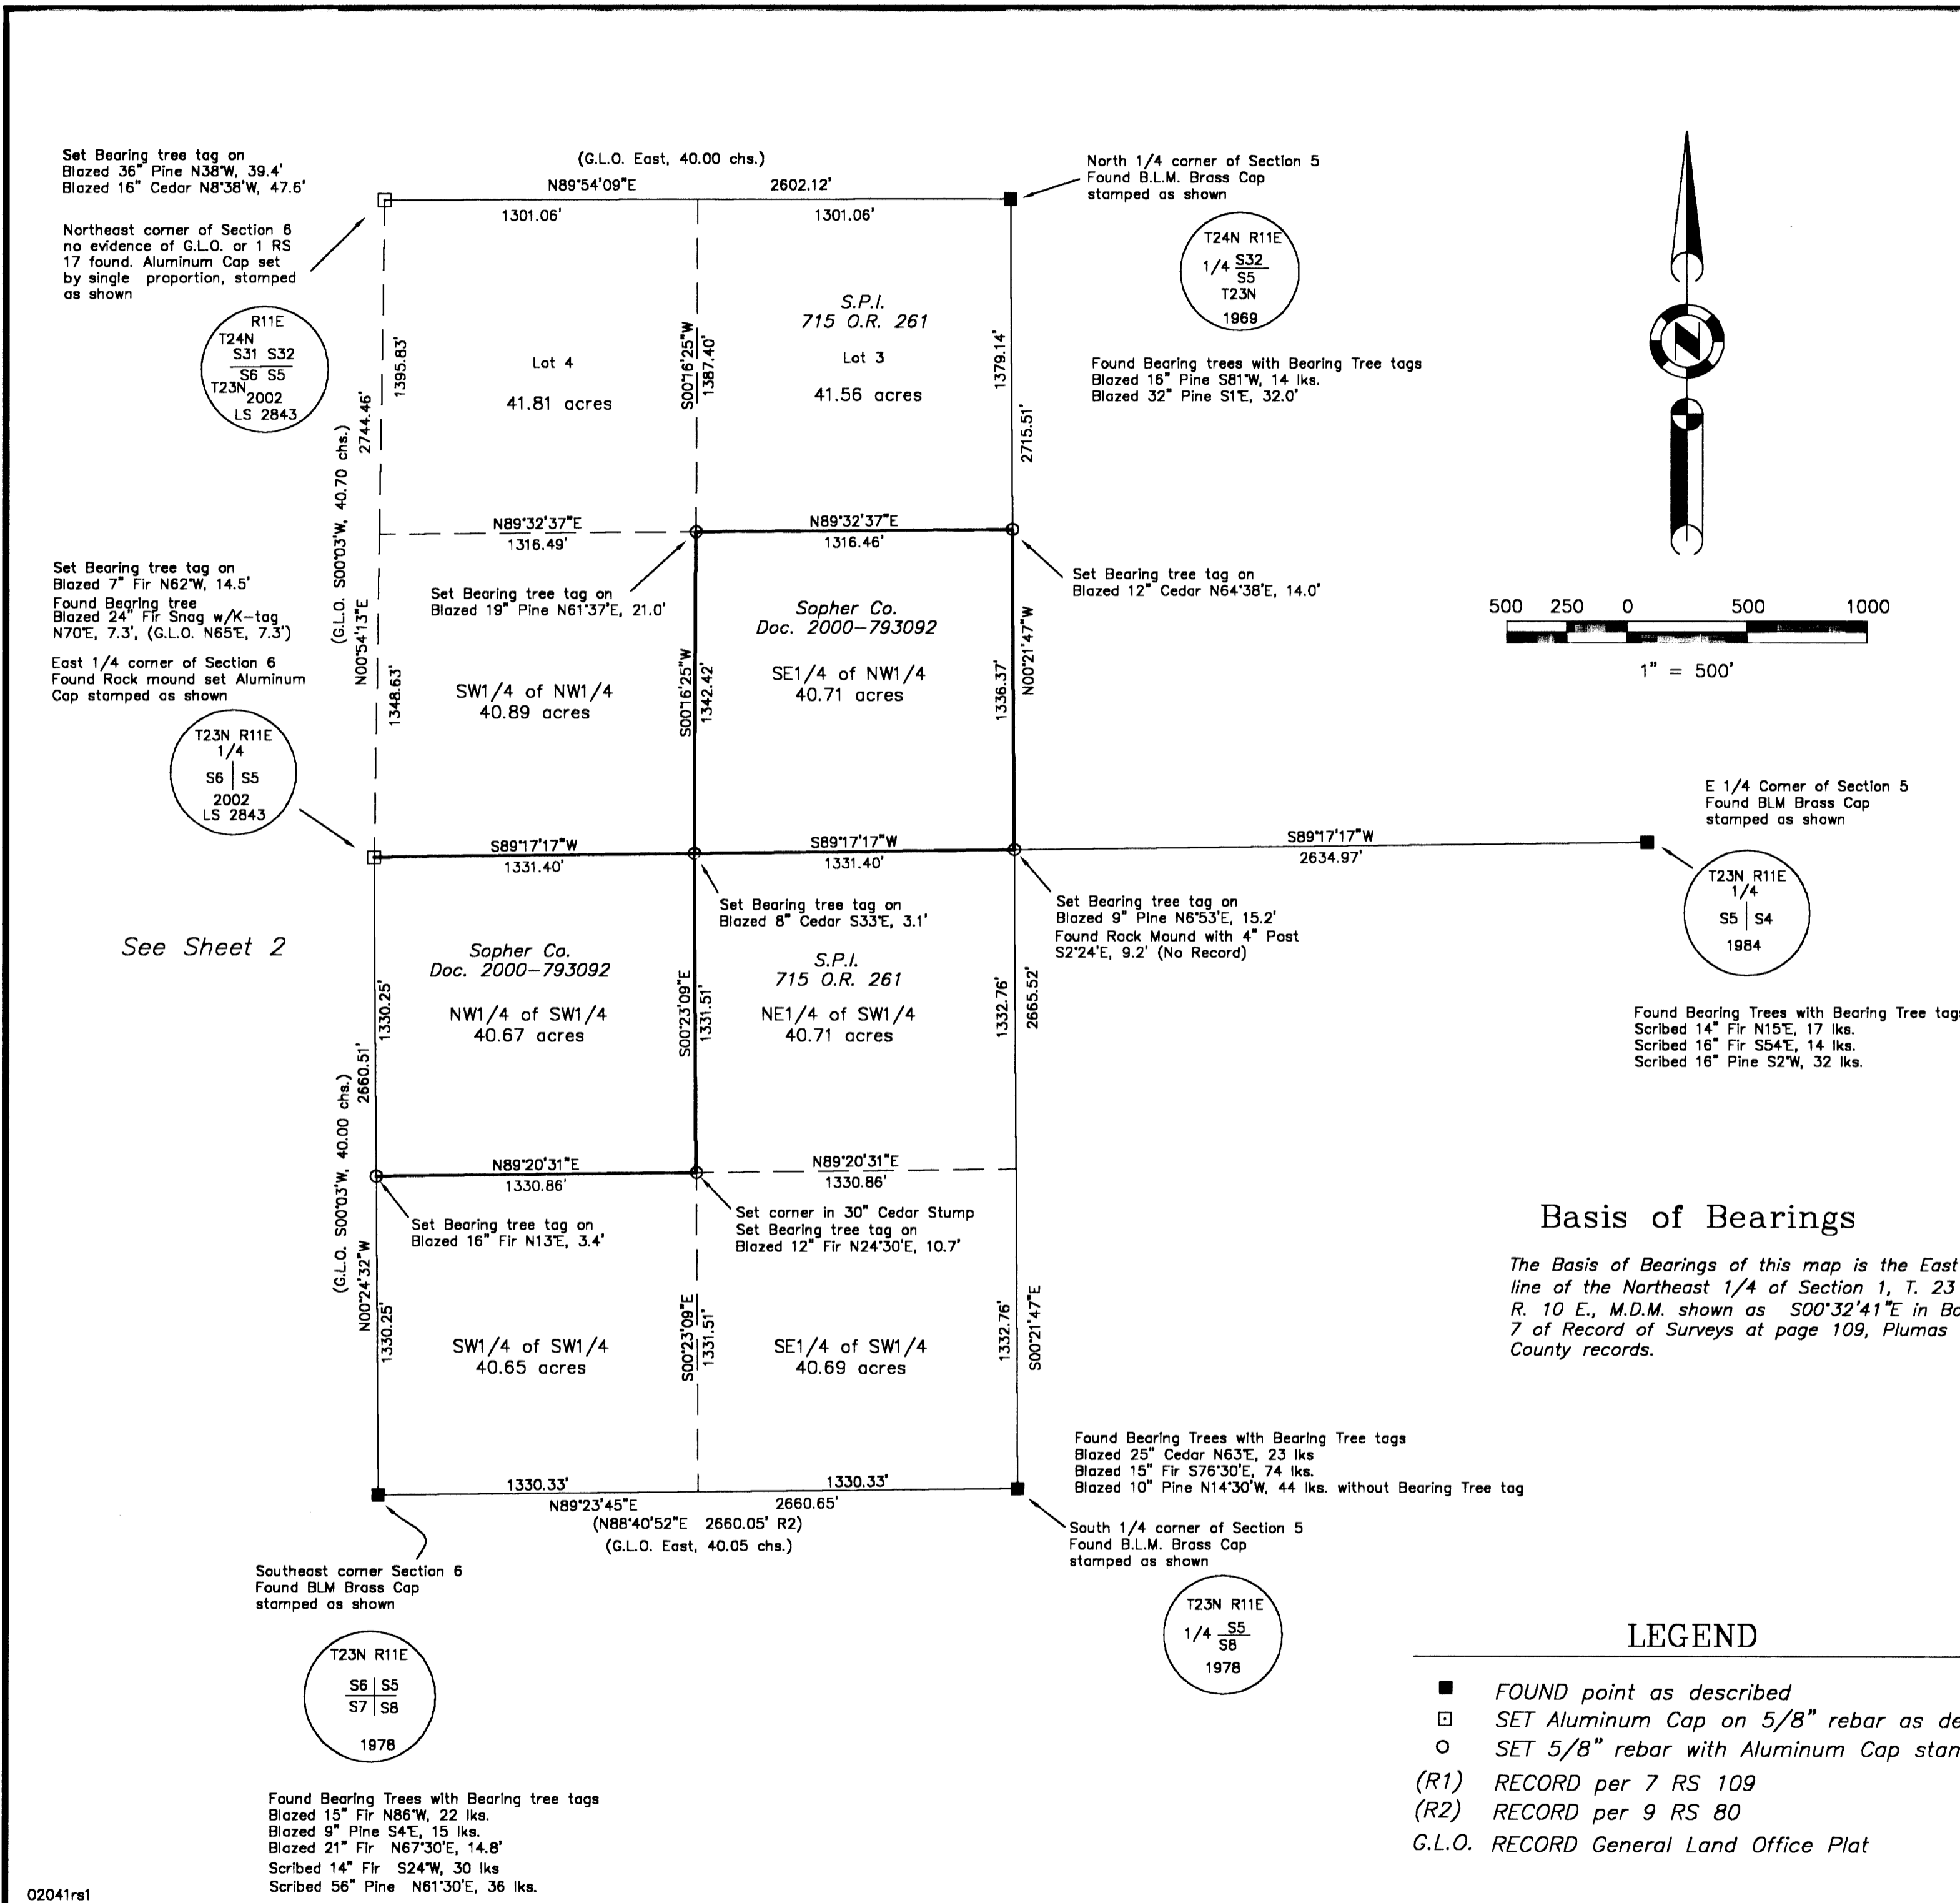 Set Bearing tree tag on
Blazed 36" Pine N38°W, 39.4'
Blazed 16" Cedar N8°38'W, 47.6'
Northeast corner of Section 6
no evidence of G.L.O. or 1 RS
17 found. Aluminum Cap set
by single proportion, stamped
as shown
R11E
T24N
S31 S32
S6 S5
T23N
2002
LS 2843
(G.L.O. East, 40.00 chs.)
N89°54'09"E 2602.12'
1301.06' 1301.06'
North 1/4 corner of Section 5
Found B.L.M. Brass Cap
stamped as shown
T24N R11E
1/4 S32
S5
T23N
1969
Found Bearing trees with Bearing Tree tags
Blazed 16" Pine S81°W, 14 lks.
Blazed 32" Pine S1°E, 32.0'
N
500 250 0 500 1000
1" = 500'
(G.L.O. S00°03'W, 40.70 chs.)
N00°54'13"E
2744.46'
1395.83'
1348.63'
Lot 4
41.81 acres
S00°16'25"W
1387.40'
S.P.I.
715 O.R. 261
Lot 3
41.56 acres
1379.14'
2715.51'
N89°32'37"E
1316.49'
N89°32'37"E
1316.46'
Set Bearing tree tag on
Blazed 19" Pine N61°37'E, 21.0'
Set Bearing tree tag on
Blazed 12" Cedar N64°38'E, 14.0'
Set Bearing tree tag on
Blazed 7" Fir N62°W, 14.5'
Found Bearing tree
Blazed 24" Fir Snag w/K-tag
N70°E, 7.3', (G.L.O. N65°E, 7.3')
East 1/4 corner of Section 6
Found Rock mound set Aluminum
Cap stamped as shown
T23N R11E
1/4
S6 S5
2002
LS 2843
SW1/4 of NW1/4
40.89 acres
S00°16'25"W
1342.42'
Sopher Co.
Doc. 2000-793092
SE1/4 of NW1/4
40.71 acres
1336.37'
N00°21'47"W
S89°17'17"W
1331.40'
S89°17'17"W
1331.40'
S89°17'17"W
2634.97'
E 1/4 Corner of Section 5
Found BLM Brass Cap
stamped as shown
T23N R11E
1/4
S5 S4
1984
Found Bearing Trees with Bearing Tree tags
Scribed 14" Fir N15°E, 17 lks.
Scribed 16" Fir S54°E, 14 lks.
Scribed 16" Pine S2°W, 32 lks.
Set Bearing tree tag on
Blazed 8" Cedar S33°E, 3.1'
Set Bearing tree tag on
Blazed 9" Pine N6°53'E, 15.2'
Found Rock Mound with 4" Post
S2°24'E, 9.2' (No Record)
See Sheet 2
Sopher Co.
Doc. 2000-793092
NW1/4 of SW1/4
40.67 acres
1330.25'
2660.51'
(G.L.O. S00°03'W, 40.00 chs.)
N00°24'32"W
1330.25'
S00°23'09"E
1331.51'
S.P.I.
715 O.R. 261
NE1/4 of SW1/4
40.71 acres
1332.76'
2665.52'
N89°20'31"E
1330.86'
N89°20'31"E
1330.86'
Set Bearing tree tag on
Blazed 16" Fir N13°E, 3.4'
Set corner in 30" Cedar Stump
Set Bearing tree tag on
Blazed 12" Fir N24°30'E, 10.7'
SW1/4 of SW1/4
40.65 acres
S00°23'09"E
1331.51'
SE1/4 of SW1/4
40.69 acres
1332.76'
S00°21'47"E
Basis of Bearings
The Basis of Bearings of this map is the East
line of the Northeast 1/4 of Section 1, T. 23
R. 10 E., M.D.M. shown as S00°32'41"E in
7 of Record of Surveys at page 109, Plumas
County records.
1330.33' 1330.33'
N89°23'45"E 2660.65'
(N88°40'52"E 2660.05' R2)
(G.L.O. East, 40.05 chs.)
Found Bearing Trees with Bearing Tree tags
Blazed 25" Cedar N63°E, 23 lks
Blazed 15" Fir S76°30'E, 74 lks.
Blazed 10" Pine N14°30'W, 44 lks. without Bearing Tree tag
South 1/4 corner of Section 5
Found B.L.M. Brass Cap
stamped as shown
T23N R11E
1/4 S5
S8
1978
Southeast corner Section 6
Found BLM Brass Cap
stamped as shown
T23N R11E
S6 S5
S7 S8
1978
Found Bearing Trees with Bearing tree tags
Blazed 15" Fir N86°W, 22 lks.
Blazed 9" Pine S4°E, 15 lks.
Blazed 21" Fir N67°30'E, 14.8'
Scribed 14" Fir S24°W, 30 lks
Scribed 56" Pine N61°30'E, 36 lks.
LEGEND
FOUND point as described
SET Aluminum Cap on 5/8" rebar as
SET 5/8" rebar with Aluminum Cap
(R1) RECORD per 7 RS 109
(R2) RECORD per 9 RS 80
G.L.O. RECORD General Land Office Plat
02041rs1